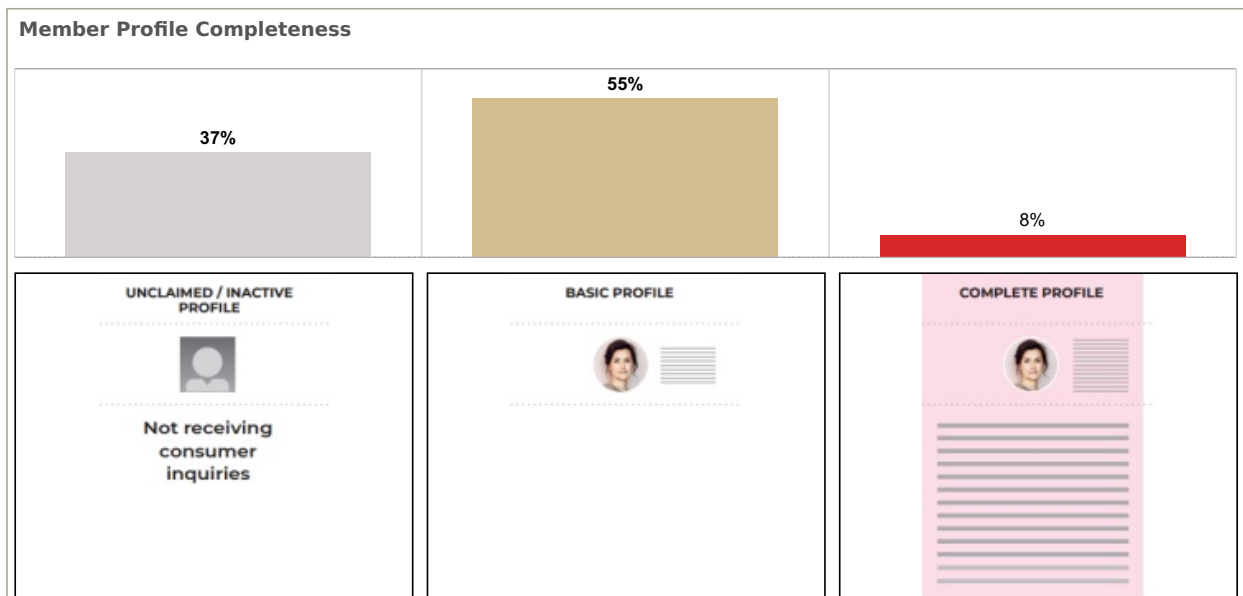 Member Profile Completeness
37%
55%
8%
UNCLAIMED / INACTIVE
PROFILE
Not receiving
consumer
inquiries
BASIC PROFILE
COMPLETE PROFILE